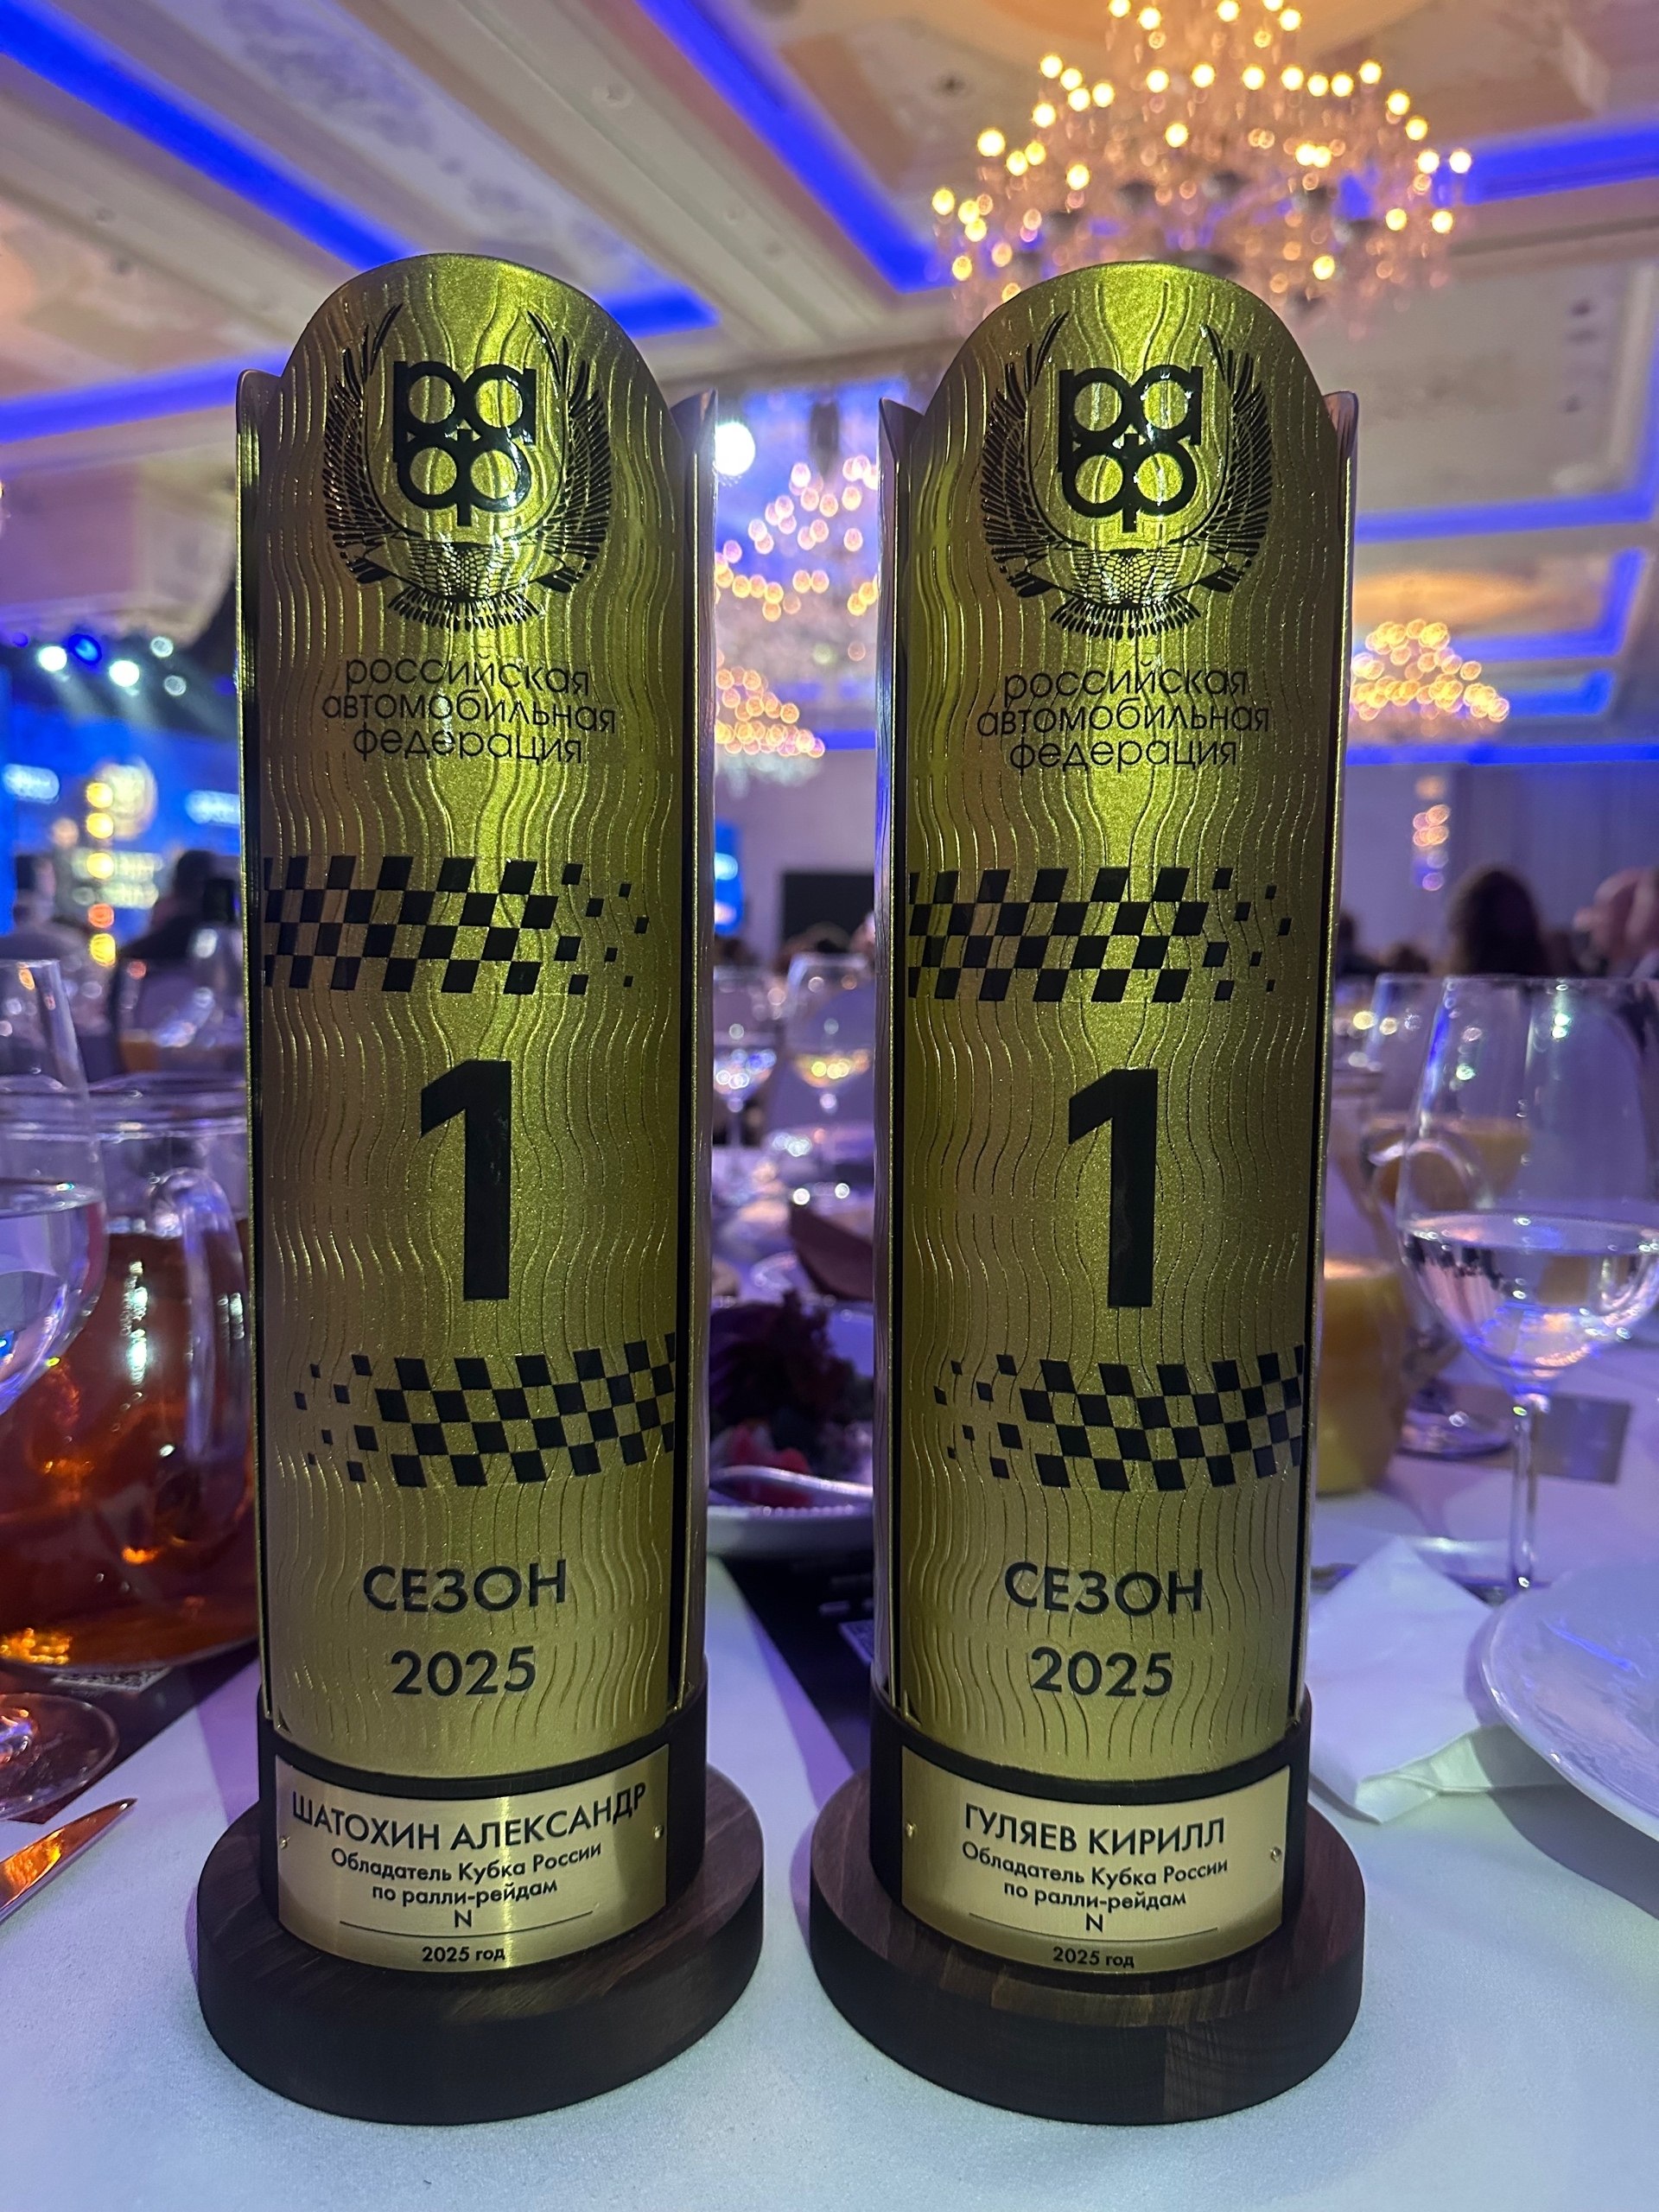 раф
российская
автомобильная
федерация
1
СЕЗОН
2025
ШАТОХИН АЛЕКСАНДР
Обладатель Кубка России
по ралли-рейдам
N
2025 год
раф
российская
автомобильная
федерация
1
СЕЗОН
2025
ГУЛЯЕВ КИРИЛЛ
Обладатель Кубка России
по ралли-рейдам
N
2025 год